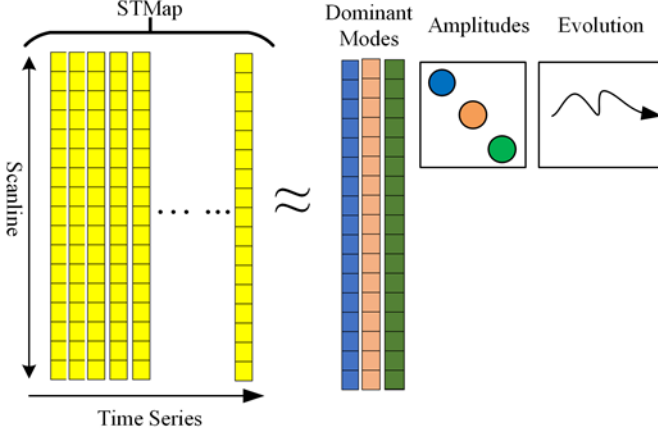 STMap
Dominant
Modes
Amplitudes
Evolution
Scanline
... ...
≈
Time Series